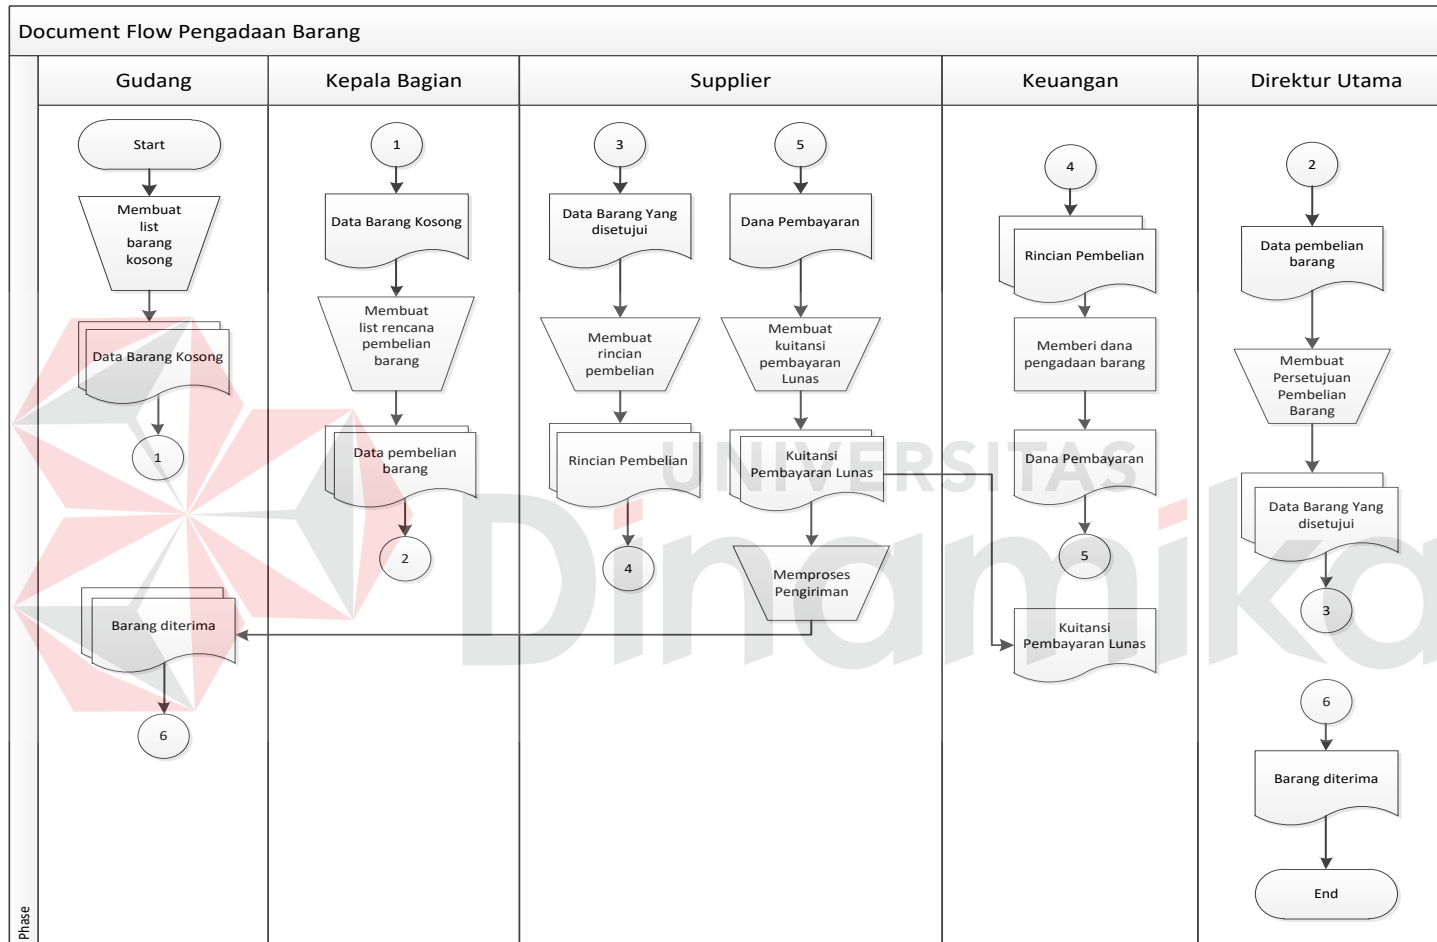 Document Flow Pengadaan Barang
Phase
Gudang
Kepala Bagian
Supplier
Keuangan
Direktur Utama
Start
Membuat
list
barang
kosong
Data Barang Kosong
1
Barang diterima
6
1
Data Barang Kosong
Membuat
list rencana
pembelian
barang
Data pembelian
barang
2
3
Data Barang Yang
disetujui
Membuat
rincian
pembelian
Rincian Pembelian
4
5
Dana Pembayaran
Membuat
kuitansi
pembayaran
Lunas
Kuitansi
Pembayaran Lunas
Memproses
Pengiriman
4
Rincian Pembelian
Memberi dana
pengadaan barang
Dana Pembayaran
5
Kuitansi
Pembayaran Lunas
2
Data pembelian
barang
Membuat
Persetujuan
Pembelian
Barang
Data Barang Yang
disetujui
3
6
Barang diterima
End
UNIVERSITAS
Dinamika